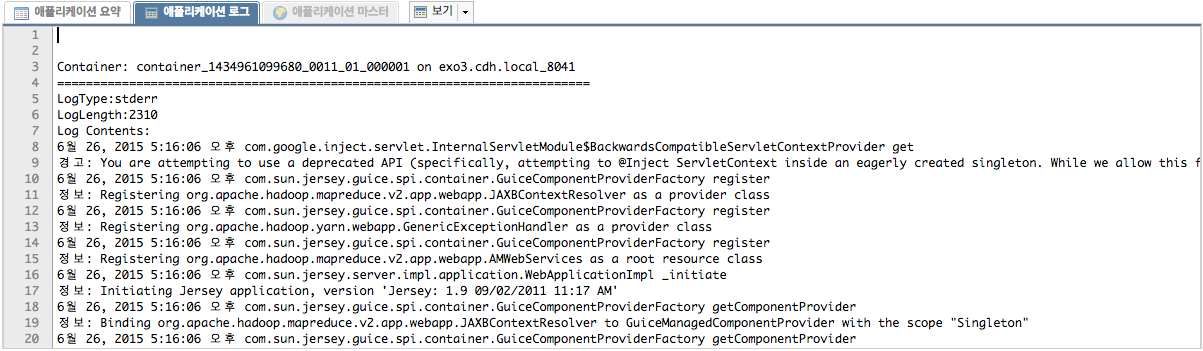 애플리케이션 요약 애플리케이션 로그 애플리케이션 마스터 보기
1
2
3 Container: container_1434961099680_0011_01_000001 on exo3.cdh.local_8041
4 ==========================================================================
5 LogType:stderr
6 LogLength:2310
7 Log Contents:
8 6월 26, 2015 5:16:06 오후 com.google.inject.servlet.InternalServletModule$BackwardsCompatibleServletContextProvider get
9 경고: You are attempting to use a deprecated API (specifically, attempting to @Inject ServletContext inside an eagerly created singleton. While we allow this f
10 6월 26, 2015 5:16:06 오후 com.sun.jersey.guice.spi.container.GuiceComponentProviderFactory register
11 정보: Registering org.apache.hadoop.mapreduce.v2.app.webapp.JAXBContextResolver as a provider class
12 6월 26, 2015 5:16:06 오후 com.sun.jersey.guice.spi.container.GuiceComponentProviderFactory register
13 정보: Registering org.apache.hadoop.yarn.webapp.GenericExceptionHandler as a provider class
14 6월 26, 2015 5:16:06 오후 com.sun.jersey.guice.spi.container.GuiceComponentProviderFactory register
15 정보: Registering org.apache.hadoop.mapreduce.v2.app.webapp.AMWebServices as a root resource class
16 6월 26, 2015 5:16:06 오후 com.sun.jersey.server.impl.application.WebApplicationImpl _initiate
17 정보: Initiating Jersey application, version 'Jersey: 1.9 09/02/2011 11:17 AM'
18 6월 26, 2015 5:16:06 오후 com.sun.jersey.guice.spi.container.GuiceComponentProviderFactory getComponentProvider
19 정보: Binding org.apache.hadoop.mapreduce.v2.app.webapp.JAXBContextResolver to GuiceManagedComponentProvider with the scope "Singleton"
20 6월 26, 2015 5:16:06 오후 com.sun.jersey.guice.spi.container.GuiceComponentProviderFactory getComponentProvider